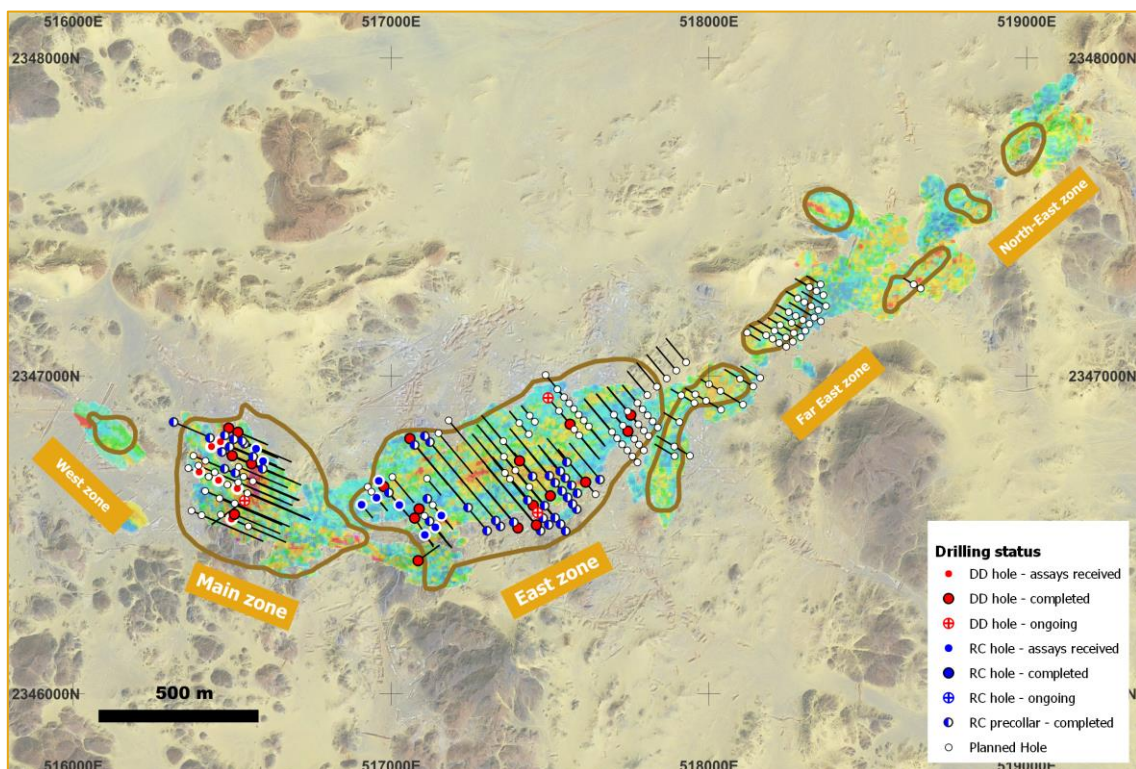 516000E 517000E 518000E 519000E
2348000N 2348000N
North-East zone
2347000N 2347000N
Far East zone
West zone
Main zone
East zone
Drilling status
DD hole - assays received
DD hole - completed
DD hole - ongoing
RC hole - assays received
RC hole - completed
RC hole - ongoing
RC precollar - completed
Planned Hole
2346000N
500 m
516000E 517000E 518000E 519000E